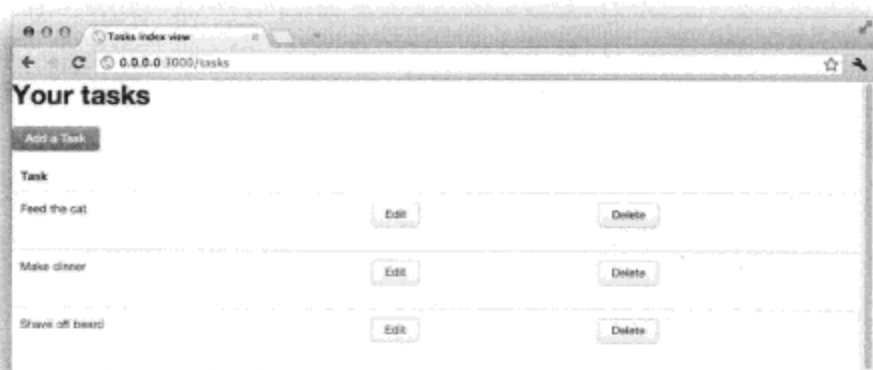 Tasks index view
0.0.0.0:3000/tasks
Your tasks
Add a Task
Task
Feed the cat Edit Delete
Make dinner Edit Delete
Shave off beard Edit Delete